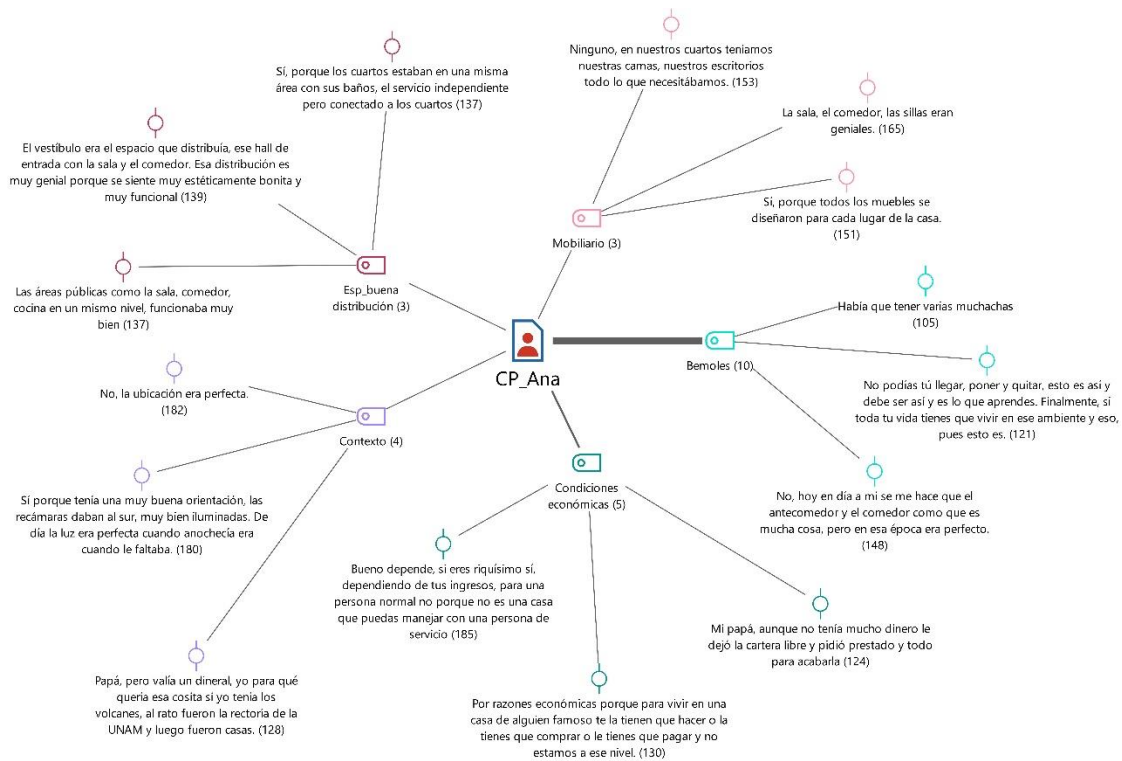 Ninguno, en nuestros cuartos teníamos
nuestras camas, nuestros escritorios
todo lo que necesitábamos. (153)
Sí, porque los cuartos estaban en una misma
área con sus baños, el servicio independiente
pero conectado a los cuartos (137)
La sala, el comedor, las sillas eran
geniales. (165)
El vestíbulo era el espacio que distribuía, ese hall de
entrada con la sala y el comedor. Esa distribución es
muy genial porque se siente muy estéticamente bonita y
muy funcional (139)
Si, porque todos los muebles se
diseñaron para cada lugar de la casa.
(151)
Mobiliario (3)
Esp_buena
distribución (3)
Las áreas públicas como la sala, comedor,
cocina en un mismo nivel, funcionaba muy
bien (137)
Había que tener varias muchachas
(105)
CP_Ana
Bemoles (10)
No, la ubicación era perfecta.
(182)
No podías tú llegar, poner y quitar, esto es así y
debe ser así y es lo que aprendes. Finalmente, sí
toda tu vida tienes que vivir en ese ambiente y eso,
pues esto es. (121)
Contexto (4)
Sí porque tenía una muy buena orientación, las
recámaras daban al sur, muy bien iluminadas. De
día la luz era perfecta cuando anochecía era
cuando le faltaba. (180)
Condiciones
económicas (5)
No, hoy en día a mi se me hace que el
antecomedor y el comedor como que es
mucha cosa, pero en esa época era perfecto.
(148)
Bueno depende, si eres riquísimo sí,
dependiendo de tus ingresos, para una
persona normal no porque no es una casa
que puedas manejar con una persona de
servicio (185)
Mi papá, aunque no tenía mucho dinero le
dejó la cartera libre y pidió prestado y todo
para acabarla (124)
Papá, pero valía un dineral, yo para qué
quería esa cosita sí yo tenia los
volcanes, al rato fueron la rectoria de la
UNAM y luego fueron casas. (128)
Por razones económicas porque para vivir en una
casa de alguien famoso te la tienen que hacer o la
tienes que comprar o le tienes que pagar y no
estamos a ese nivel. (130)